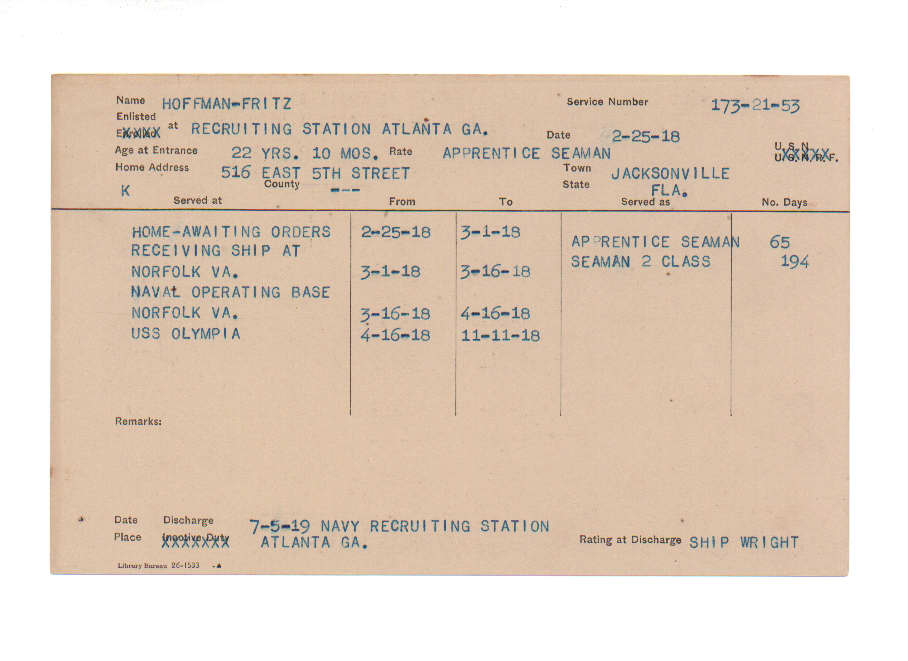 Name HOFFMAN-FRITZ Service Number 173-21-53
Enlisted
Enrolled at RECRUITING STATION ATLANTA GA. Date 2-25-18
Age at Entrance 22 YRS. 10 MOS. Rate APPRENTICE SEAMAN U.S.N.
U.S.N.R.F.
Home Address 516 EAST 5TH STREET Town JACKSONVILLE
K County --- State FLA.
Served at From To Served as No. Days
HOME-AWAITING ORDERS 2-25-18 3-1-18 APPRENTICE SEAMAN 65
RECEIVING SHIP AT SEAMAN 2 CLASS 194
NORFOLK VA. 3-1-18 3-16-18
NAVAL OPERATING BASE
NORFOLK VA. 3-16-18 4-16-18
USS OLYMPIA 4-16-18 11-11-18
Remarks:
Date Discharge 7-5-19 NAVY RECRUITING STATION
Place Inactive Duty ATLANTA GA. Rating at Discharge SHIP WRIGHT
Library Bureau 26-1533